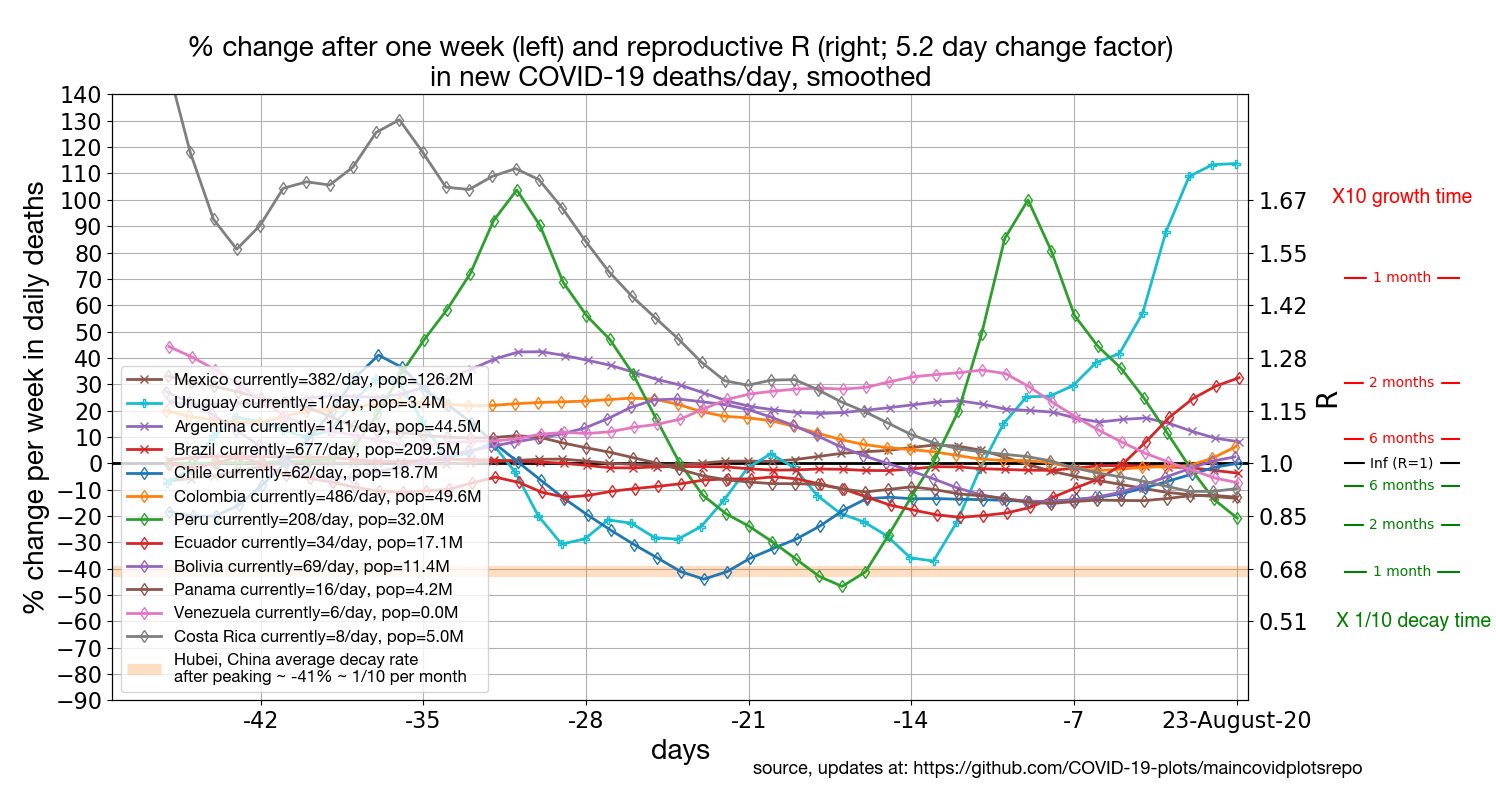 % change after one week (left) and reproductive R (right; 5.2 day change factor)
in new COVID-19 deaths/day, smoothed
% change per week in daily deaths
140
130
120
110
100
90
80
70
60
50
40
30
20
10
0
−10
−20
−30
−40
−50
−60
−70
−80
−90
Mexico currently=382/day, pop=126.2M
Uruguay currently=1/day, pop=3.4M
Argentina currently=141/day, pop=44.5M
Brazil currently=677/day, pop=209.5M
Chile currently=62/day, pop=18.7M
Colombia currently=486/day, pop=49.6M
Peru currently=208/day, pop=32.0M
Ecuador currently=34/day, pop=17.1M
Bolivia currently=69/day, pop=11.4M
Panama currently=16/day, pop=4.2M
Venezuela currently=6/day, pop=0.0M
Costa Rica currently=8/day, pop=5.0M
Hubei, China average decay rate
after peaking ~ -41% ~ 1/10 per month
-42 -35 -28 -21 -14 -7 23-August-20
days
1.67
1.55
1.42
1.28
1.15
1.0
0.85
0.68
0.51
R
X10 growth time
1 month
2 months
6 months
Inf (R=1)
6 months
2 months
1 month
X 1/10 decay time
source, updates at: https://github.com/COVID-19-plots/maincovidplotsrepo